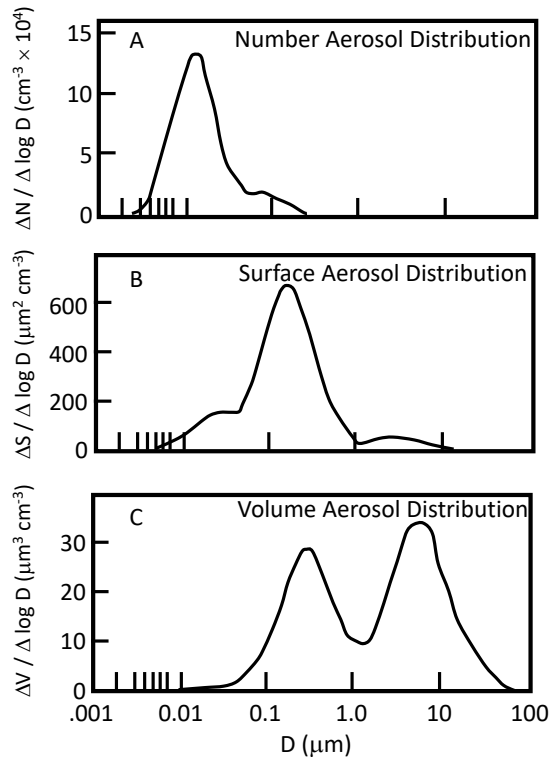 A Number Aerosol Distribution
ΔN / Δ log D (cm⁻³ × 10⁴)
15
10
5
0
B Surface Aerosol Distribution
ΔS / Δ log D (μm² cm⁻³)
600
400
200
0
C Volume Aerosol Distribution
ΔV / Δ log D (μm³ cm⁻³)
30
20
10
0
.001 0.01 0.1 1.0 10 100
D (μm)